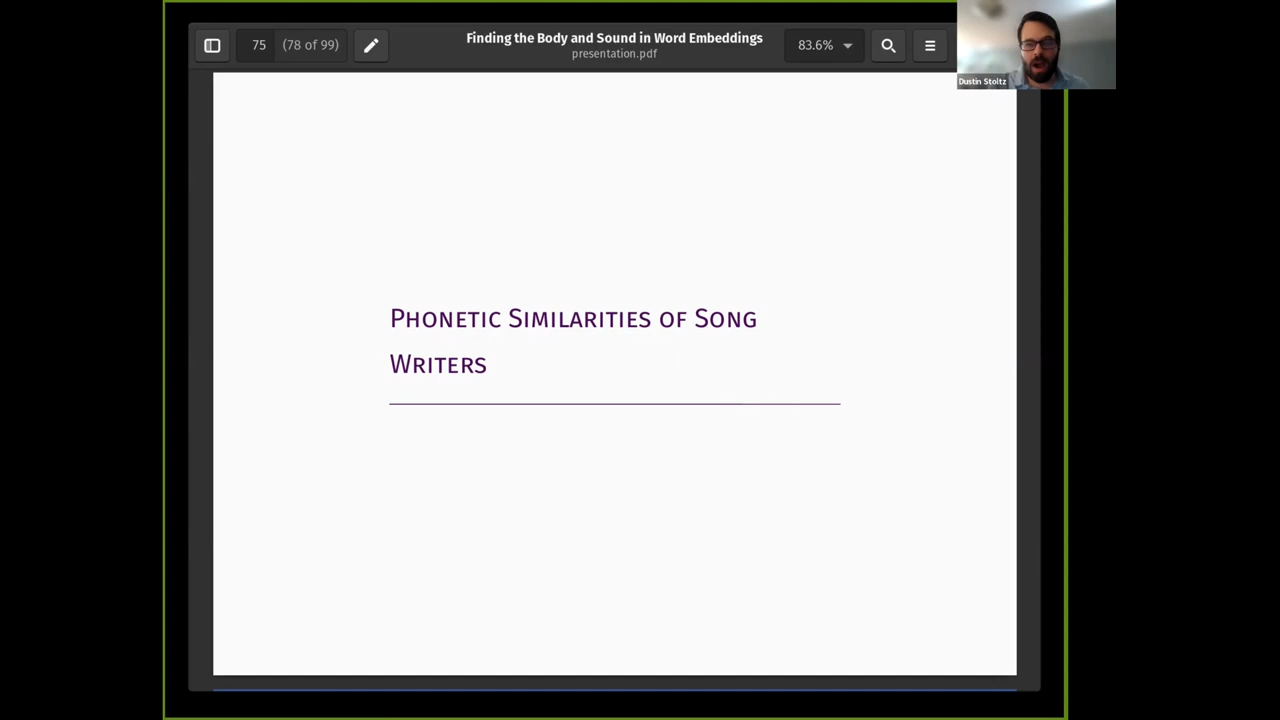 75 (78 of 99)
Finding the Body and Sound in Word Embeddings
presentation.pdf
83.6%
Dustin Stoltz
Phonetic Similarities of Song
Writers